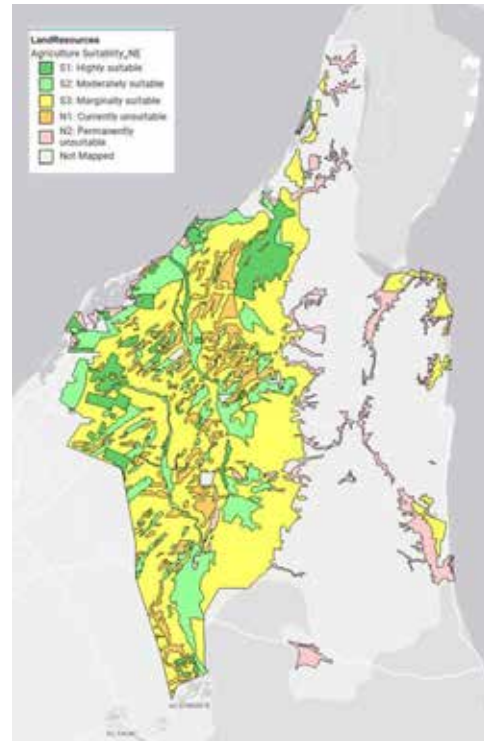 LandResources
Agriculture Suitability_NE
S1: Highly suitable
S2: Moderately suitable
S3: Marginally suitable
N1: Currently unsuitable
N2: Permanently
unsuitable
Not Mapped